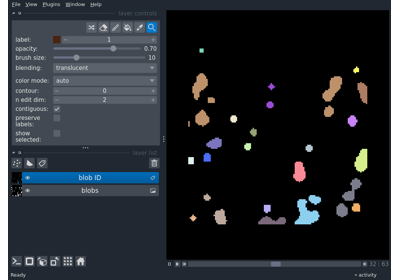 File View Plugins Window Help
layer controls
label: 1
opacity: 0.70
brush size: 10
blending: translucent
color mode: auto
contour: 0
n edit dim: 2
contiguous:
preserve
labels:
show
selected:
layer list
blob ID
blobs
32 63
Ready
activity